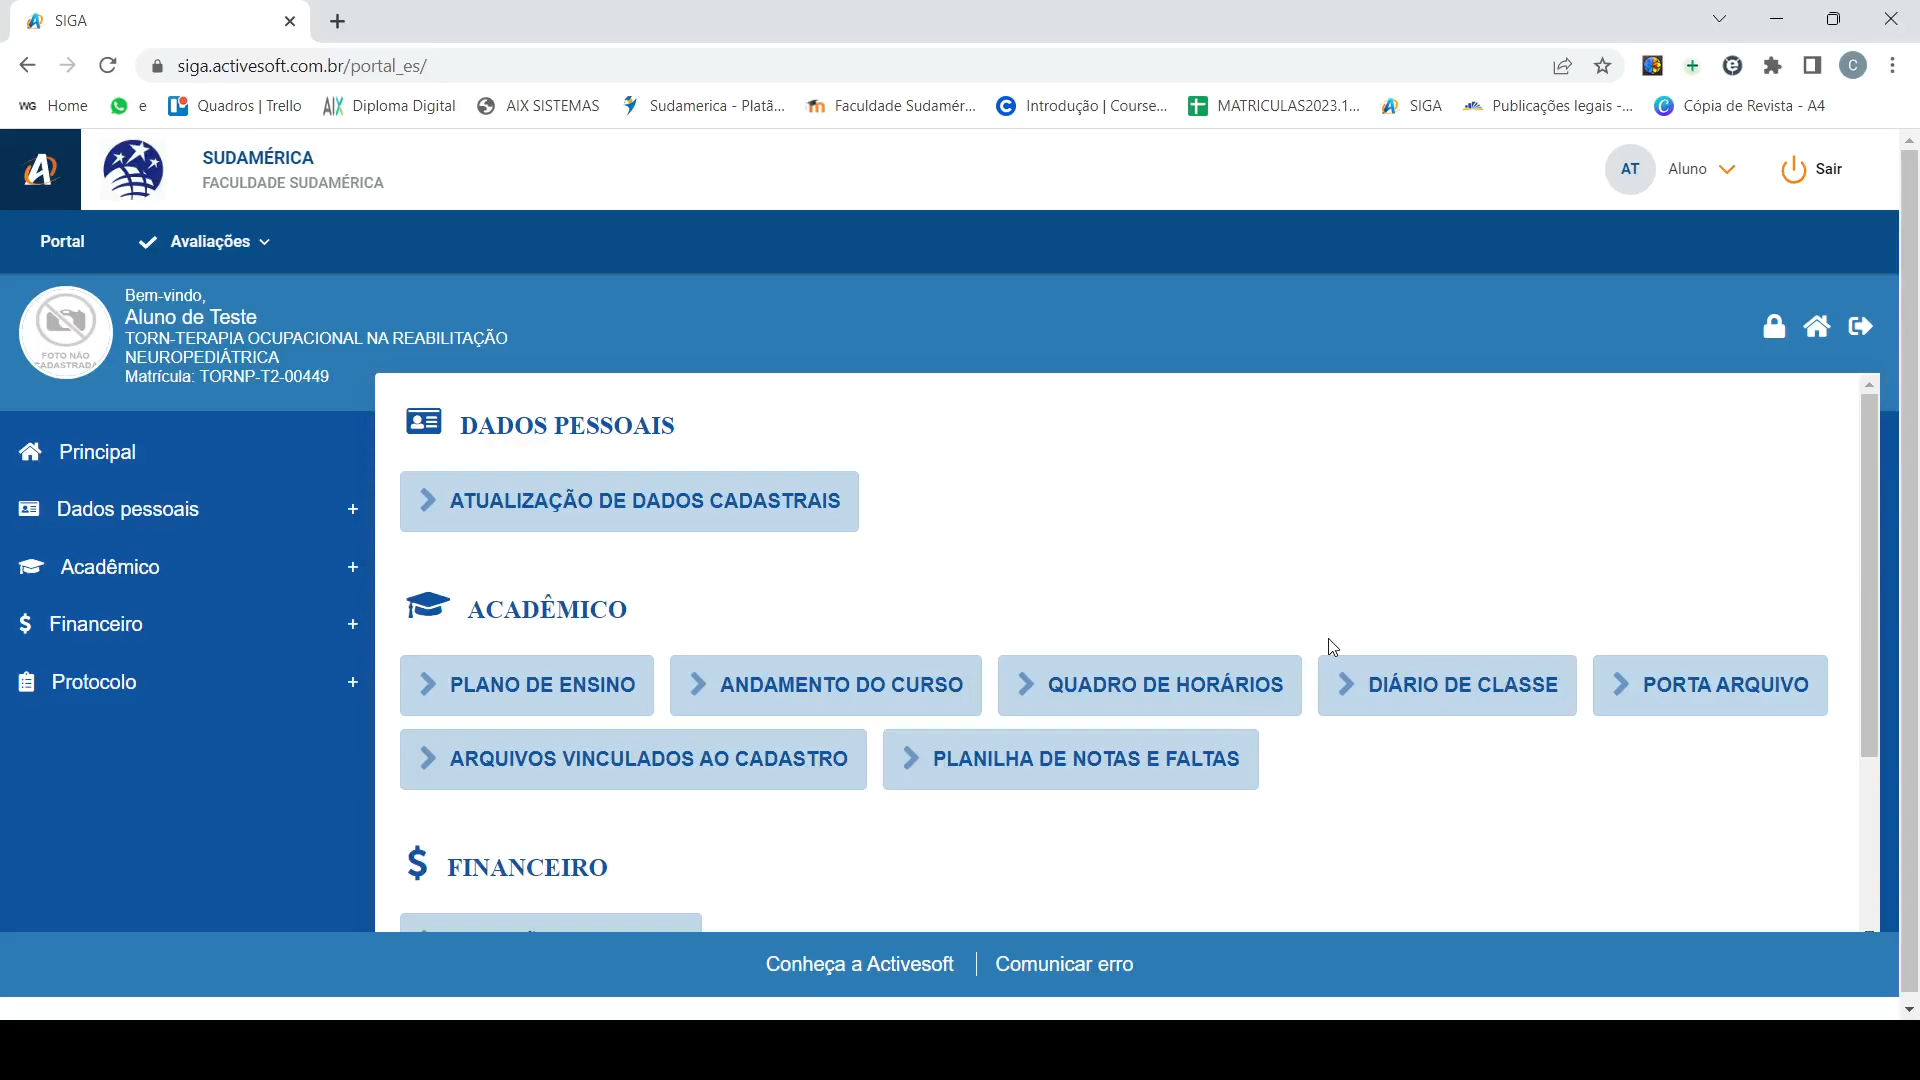 SIGA
siga.activesoft.com.br/portal_es/
C
WG Home e Quadros | Trello Diploma Digital AIX SISTEMAS Sudamerica - Platã... Faculdade Sudamér... Introdução | Course... MATRICULAS2023.1... SIGA Publicações legais -... Cópia de Revista - A4
SUDAMÉRICA
FACULDADE SUDAMÉRICA
AT Aluno Sair
Portal Avaliações
Bem-vindo,
Aluno de Teste
TORN-TERAPIA OCUPACIONAL NA REABILITAÇÃO
NEUROPEDIÁTRICA
Matrícula: TORNP-T2-00449
FOTO NÃO
CADASTRADA
Principal
Dados pessoais +
Acadêmico +
Financeiro +
Protocolo +
DADOS PESSOAIS
ATUALIZAÇÃO DE DADOS CADASTRAIS
ACADÊMICO
PLANO DE ENSINO ANDAMENTO DO CURSO QUADRO DE HORÁRIOS DIÁRIO DE CLASSE PORTA ARQUIVO
ARQUIVOS VINCULADOS AO CADASTRO PLANILHA DE NOTAS E FALTAS
$ FINANCEIRO
Conheça a Activesoft | Comunicar erro